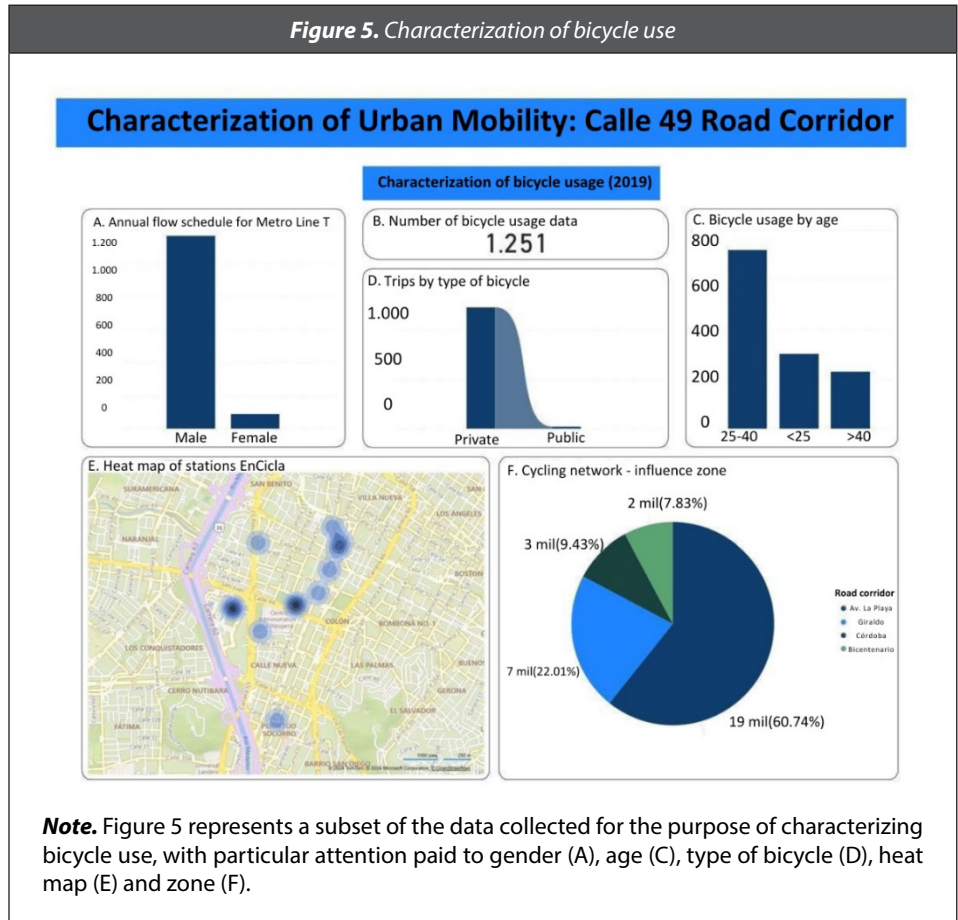 Figure 5. Characterization of bicycle use
Characterization of Urban Mobility: Calle 49 Road Corridor
Characterization of bicycle usage (2019)
A. Annual flow schedule for Metro Line T
1.200
1.000
800
600
400
200
0
Male Female
B. Number of bicycle usage data
1.251
D. Trips by type of bicycle
1.000
500
0
Private Public
C. Bicycle usage by age
800
600
400
200
0
25-40 <25 >40
E. Heat map of stations EnCicla
SURAMERICANA
SAN BENITO
VILLA NUEVA
SAN
LOS ANGELES
NARANJAL
BOSTON
COLÓN
BOMBONÁ NO. 1
LOS CONQUISTADORES
CALLE NUEVA
LAS PALMAS
BUENOS
CERRO NUTIBARA
GERONA
EL SALVADOR
FÁTIMA
PERPETUO
SOCORRO
BARRIO SAN DIEGO
F. Cycling network - influence zone
2 mil(7.83%)
3 mil(9.43%)
7 mil(22.01%)
19 mil(60.74%)
Road corridor
Av. La Playa
Giraldo
Córdoba
Bicentenario
Note. Figure 5 represents a subset of the data collected for the purpose of characterizing
bicycle use, with particular attention paid to gender (A), age (C), type of bicycle (D), heat
map (E) and zone (F).